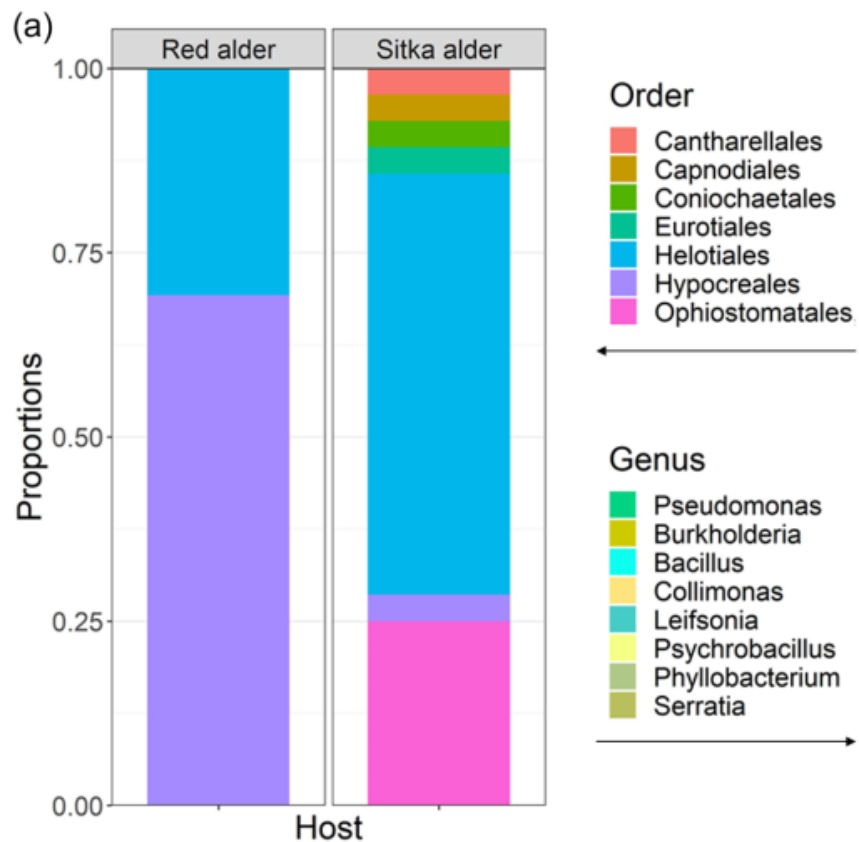 (a)
Red alder
Sitka alder
1.00
0.75
0.50
0.25
0.00
Proportions
Host
Order
Cantharellales
Capnodiales
Coniochaetales
Eurotiales
Helotiales
Hypocreales
Ophiostomatales
Genus
Pseudomonas
Burkholderia
Bacillus
Collimonas
Leifsonia
Psychrobacillus
Phyllobacterium
Serratia